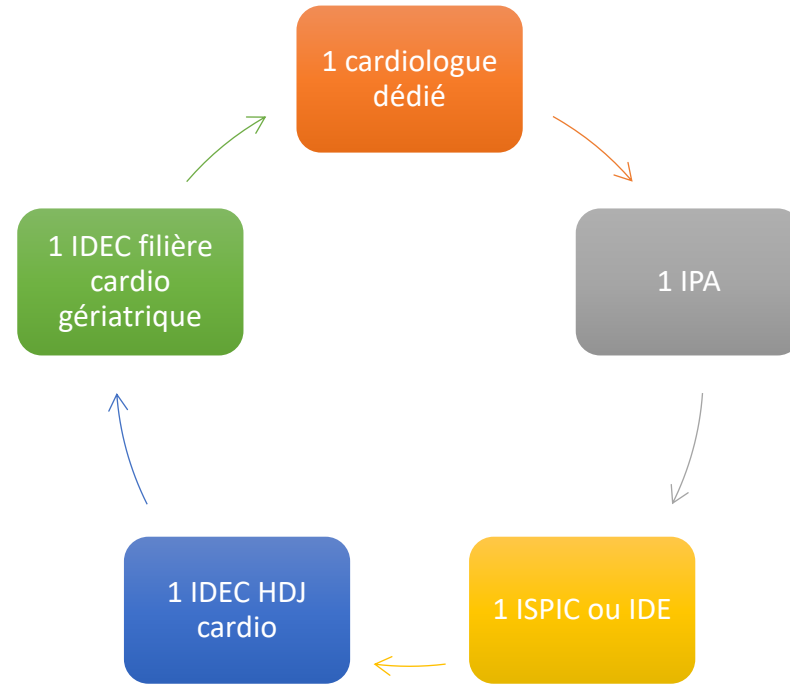 1 cardiologue
dédié
1 IPA
1 ISPIC ou IDE
1 IDEC HDJ
cardio
1 IDEC filière
cardio
gériatrique